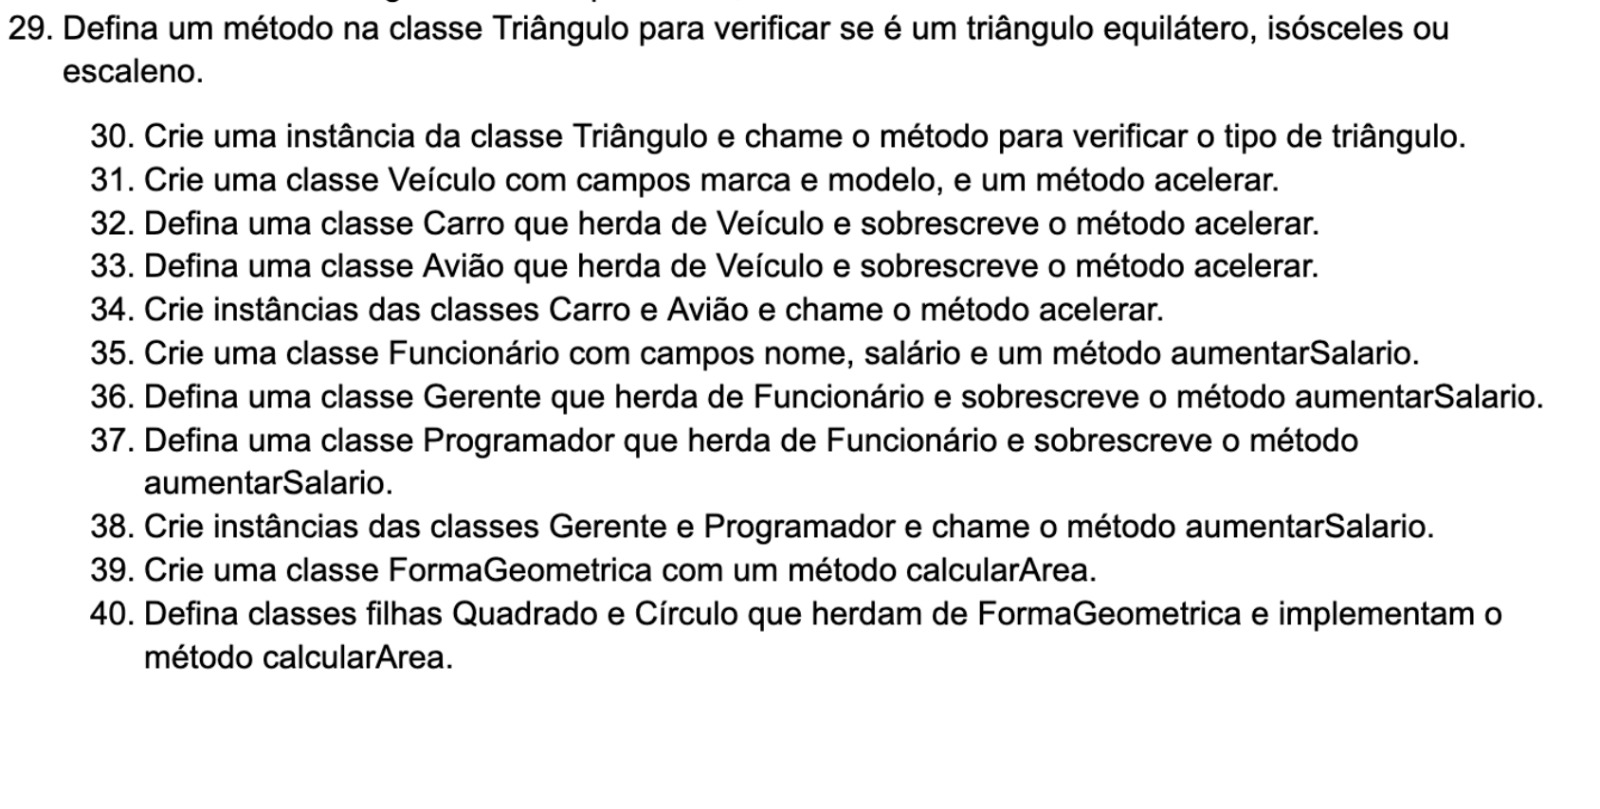 29. Defina um método na classe Triângulo para verificar se é um triângulo equilátero, isósceles ou
escaleno.
30. Crie uma instância da classe Triângulo e chame o método para verificar o tipo de triângulo.
31. Crie uma classe Veículo com campos marca e modelo, e um método acelerar.
32. Defina uma classe Carro que herda de Veículo e sobrescreve o método acelerar.
33. Defina uma classe Avião que herda de Veículo e sobrescreve o método acelerar.
34. Crie instâncias das classes Carro e Avião e chame o método acelerar.
35. Crie uma classe Funcionário com campos nome, salário e um método aumentarSalario.
36. Defina uma classe Gerente que herda de Funcionário e sobrescreve o método aumentarSalario.
37. Defina uma classe Programador que herda de Funcionário e sobrescreve o método
aumentarSalario.
38. Crie instâncias das classes Gerente e Programador e chame o método aumentarSalario.
39. Crie uma classe FormaGeometrica com um método calcularArea.
40. Defina classes filhas Quadrado e Círculo que herdam de FormaGeometrica e implementam o
método calcularArea.